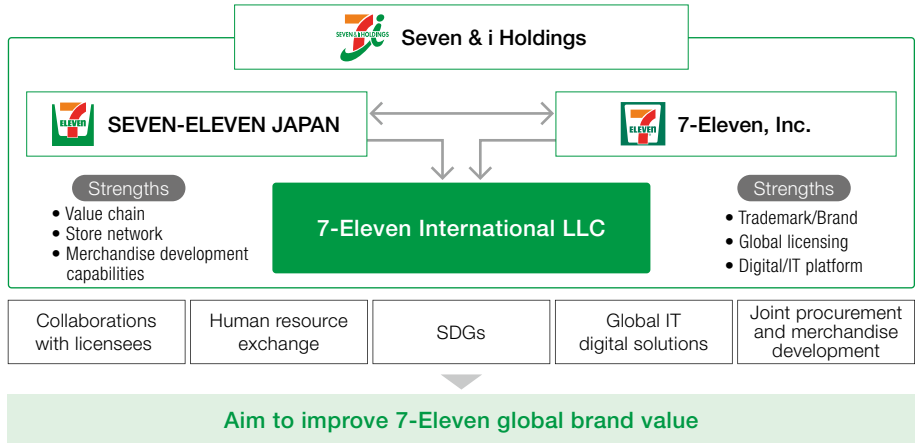 SEVEN & i HOLDINGS
Seven & i Holdings
ELEVEN
SEVEN-ELEVEN JAPAN
ELEVEN
7-Eleven, Inc.
Strengths
• Value chain
• Store network
• Merchandise development
capabilities
7-Eleven International LLC
Strengths
• Trademark/Brand
• Global licensing
• Digital/IT platform
Collaborations
with licensees
Human resource
exchange
SDGs
Global IT
digital solutions
Joint procurement
and merchandise
development
Aim to improve 7-Eleven global brand value